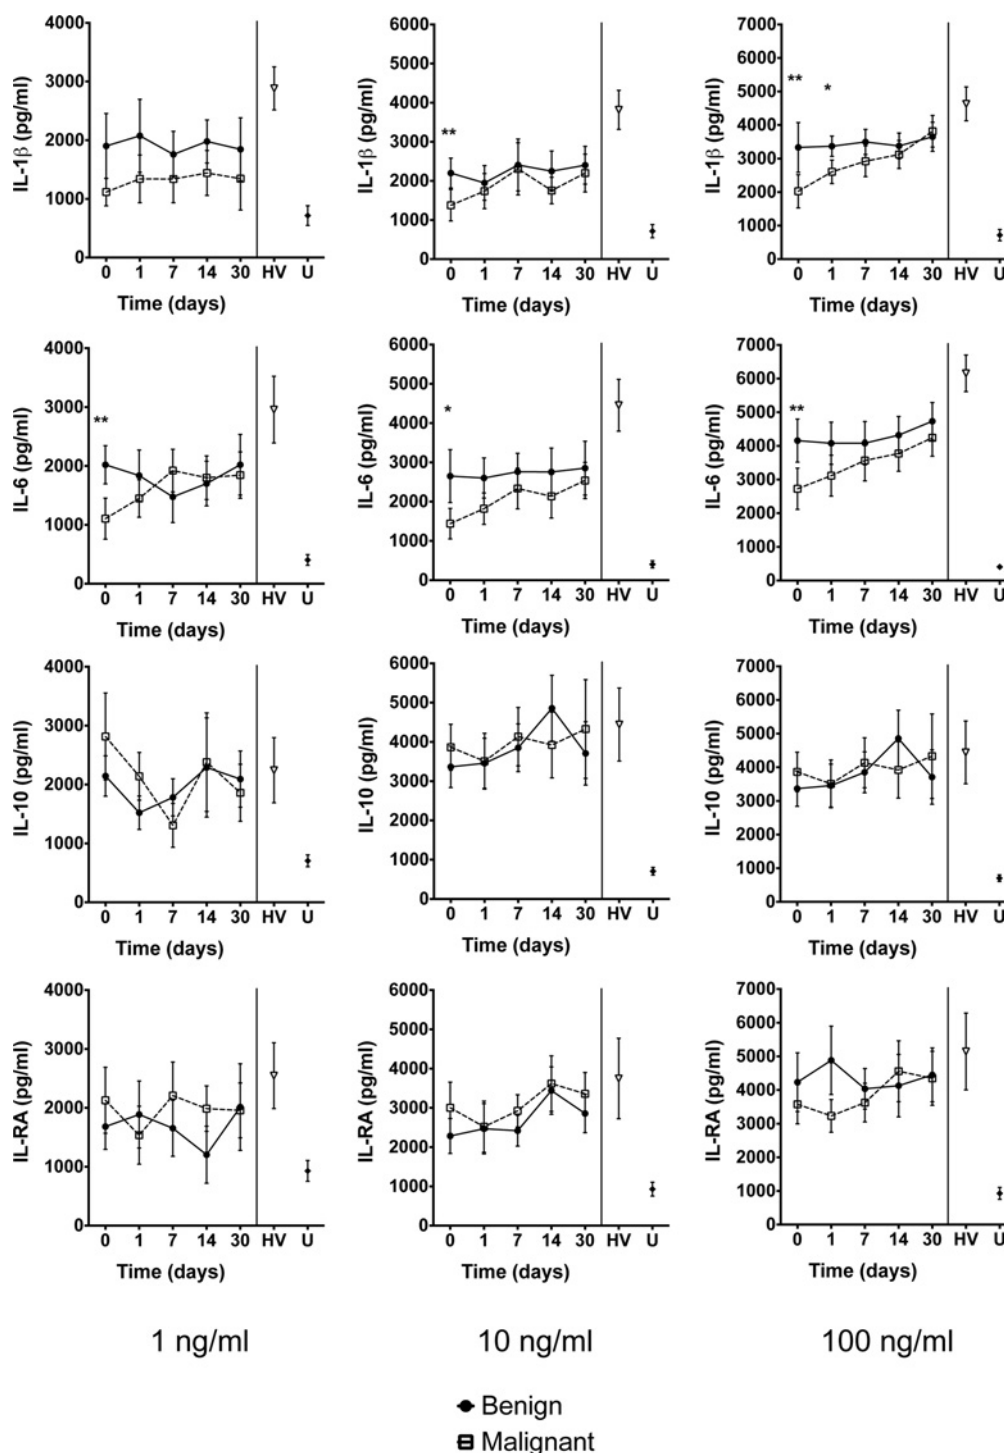 4000
3000
2000
1000
0
IL-1β (pg/ml)
0 1 7 14 30 HV U
Time (days)
6000
5000
4000
3000
2000
1000
0
IL-1β (pg/ml)
**
0 1 7 14 30 HV U
Time (days)
7000
6000
5000
4000
3000
2000
1000
0
IL-1β (pg/ml)
** *
0 1 7 14 30 HV U
Time (days)
4000
3000
2000
1000
0
IL-6 (pg/ml)
**
0 1 7 14 30 HV U
Time (days)
6000
5000
4000
3000
2000
1000
0
IL-6 (pg/ml)
*
0 1 7 14 30 HV U
Time (days)
7000
6000
5000
4000
3000
2000
1000
0
IL-6 (pg/ml)
**
0 1 7 14 30 HV U
Time (days)
4000
3000
2000
1000
0
IL-10 (pg/ml)
0 1 7 14 30 HV U
Time (days)
6000
5000
4000
3000
2000
1000
0
IL-10 (pg/ml)
0 1 7 14 30 HV U
Time (days)
7000
6000
5000
4000
3000
2000
1000
0
IL-10 (pg/ml)
0 1 7 14 30 HV U
Time (days)
4000
3000
2000
1000
0
IL-RA (pg/ml)
0 1 7 14 30 HV U
Time (days)
6000
5000
4000
3000
2000
1000
0
IL-RA (pg/ml)
0 1 7 14 30 HV U
Time (days)
7000
6000
5000
4000
3000
2000
1000
0
IL-RA (pg/ml)
0 1 7 14 30 HV U
Time (days)
1 ng/ml 10 ng/ml 100 ng/ml
Benign
Malignant